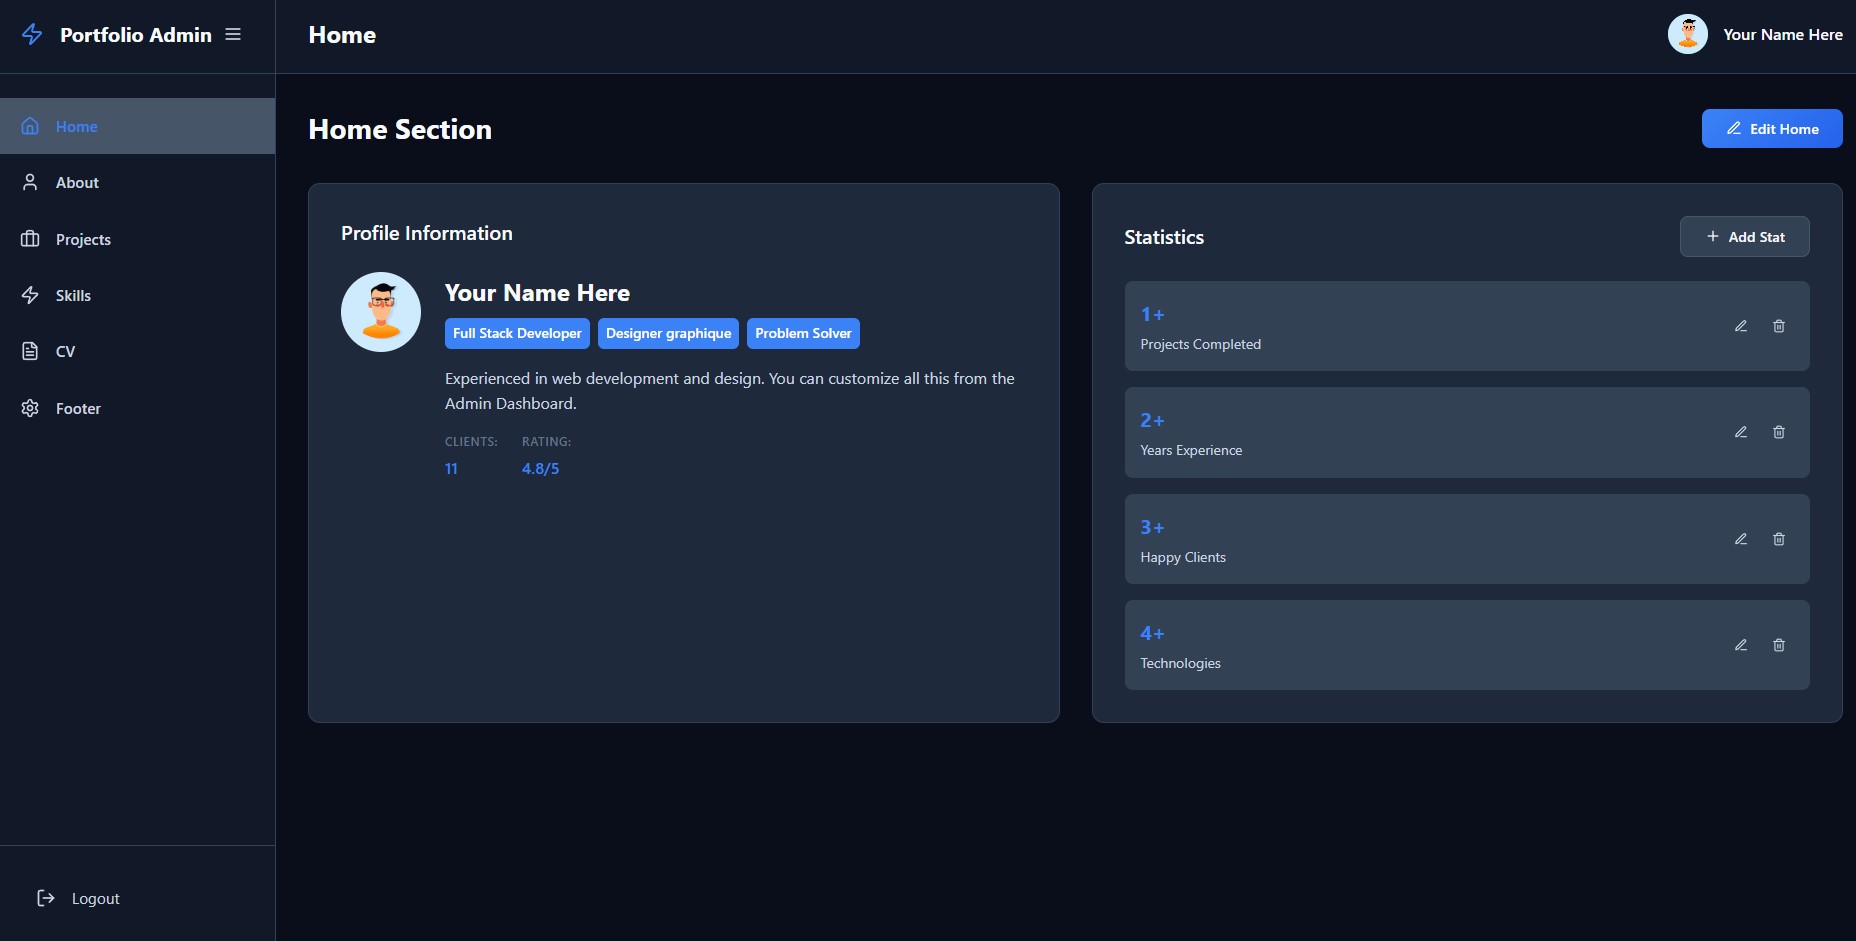 Portfolio Admin
Home
Your Name Here
Home
About
Projects
Skills
CV
Footer
Logout
Home Section
Edit Home
Profile Information
Your Name Here
Full Stack Developer
Designer graphique
Problem Solver
Experienced in web development and design. You can customize all this from the
Admin Dashboard.
CLIENTS: RATING:
11 4.8/5
Statistics
Add Stat
1+
Projects Completed
2+
Years Experience
3+
Happy Clients
4+
Technologies